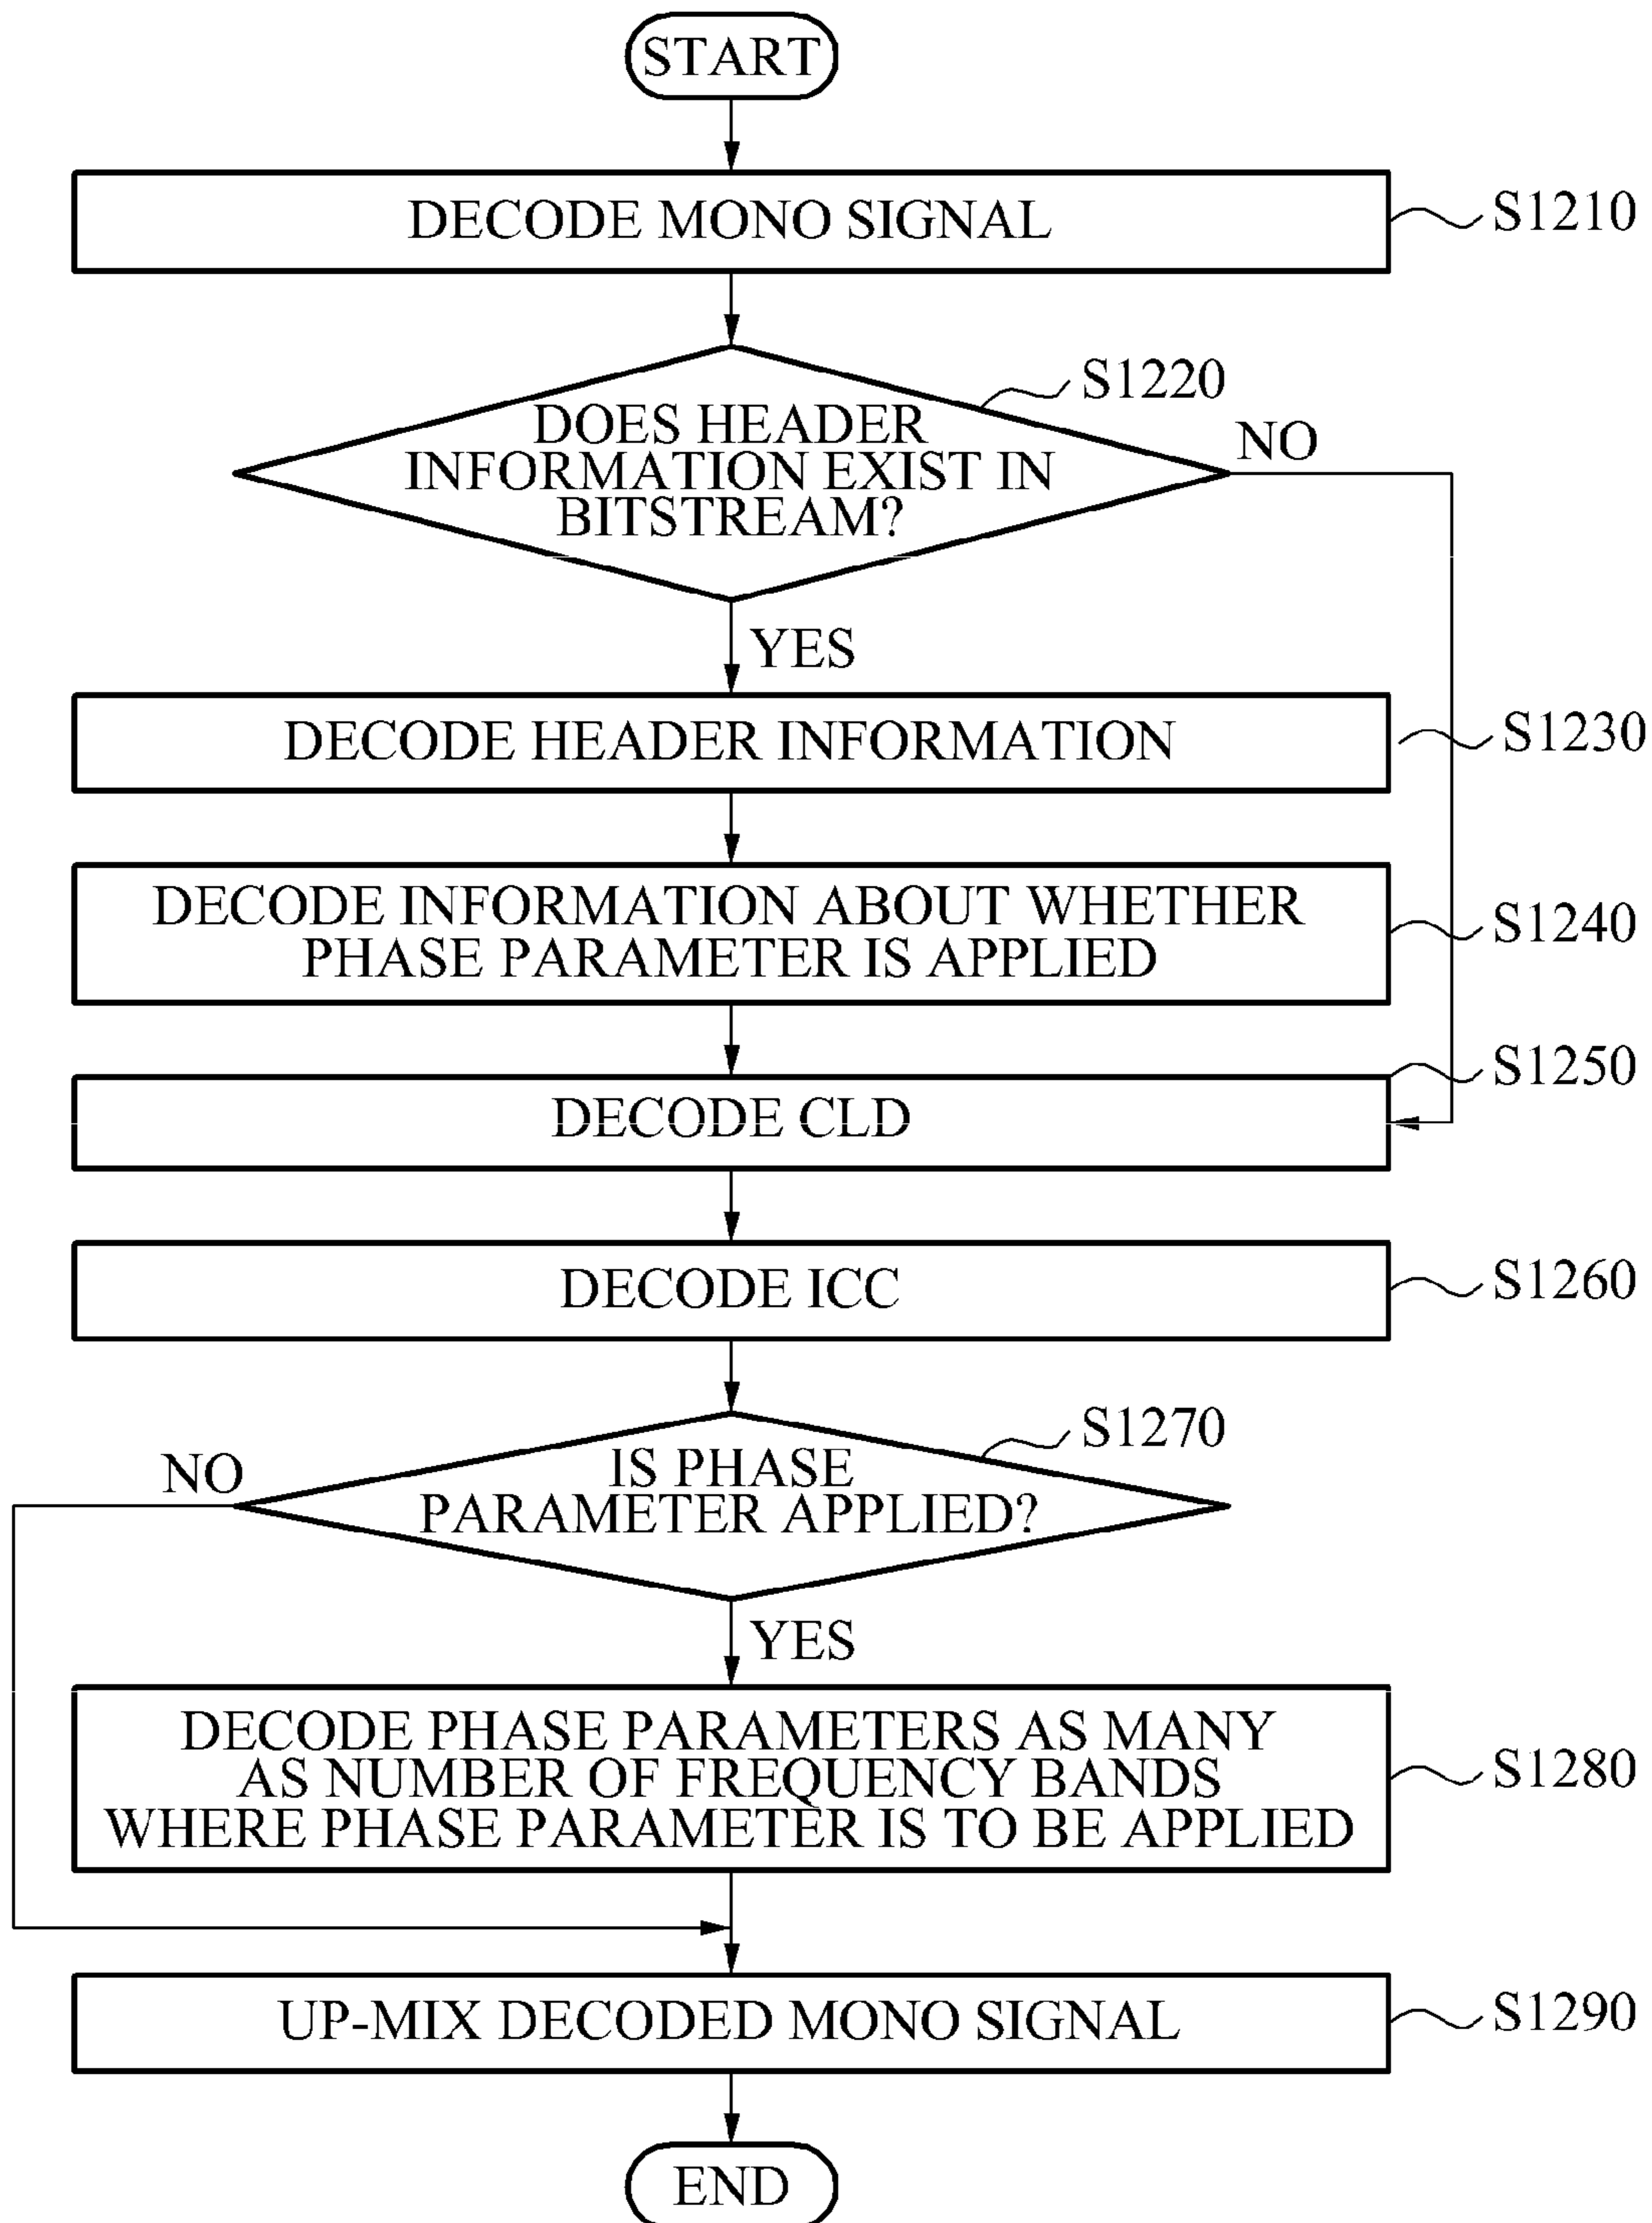 START
DECODE MONO SIGNAL
S1210
S1220
DOES HEADER
INFORMATION EXIST IN
BITSTREAM?
NO
YES
DECODE HEADER INFORMATION
S1230
DECODE INFORMATION ABOUT WHETHER
PHASE PARAMETER IS APPLIED
S1240
S1250
DECODE CLD
DECODE ICC
S1260
S1270
NO
IS PHASE
PARAMETER APPLIED?
YES
DECODE PHASE PARAMETERS AS MANY
AS NUMBER OF FREQUENCY BANDS
WHERE PHASE PARAMETER IS TO BE APPLIED
S1280
UP-MIX DECODED MONO SIGNAL
S1290
END